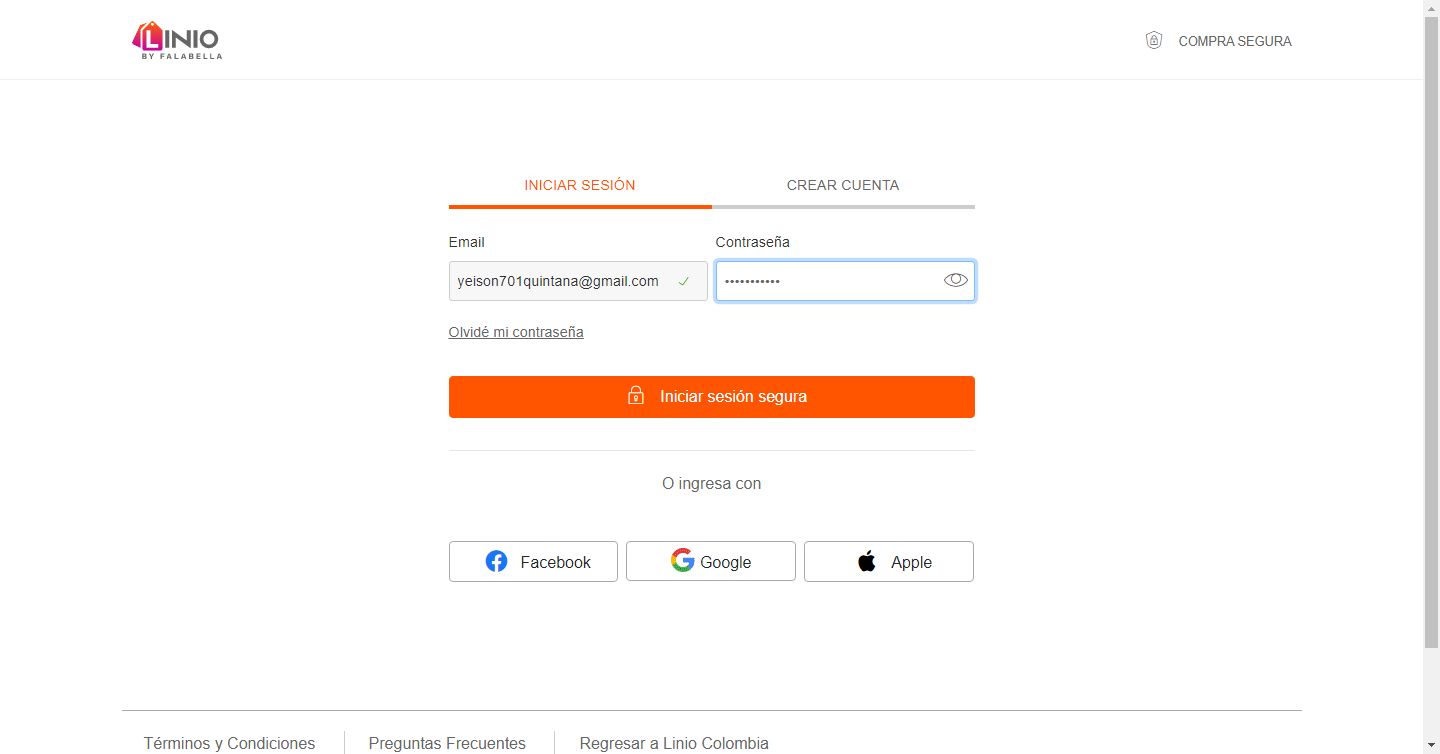 LINIO
BY FALABELLA
COMPRA SEGURA
INICIAR SESIÓN
CREAR CUENTA
Email
Contraseña
yeison701quintana@gmail.com
•••••••••••
Olvidé mi contraseña
Iniciar sesión segura
O ingresa con
Facebook
Google
Apple
Términos y Condiciones
Preguntas Frecuentes
Regresar a Linio Colombia